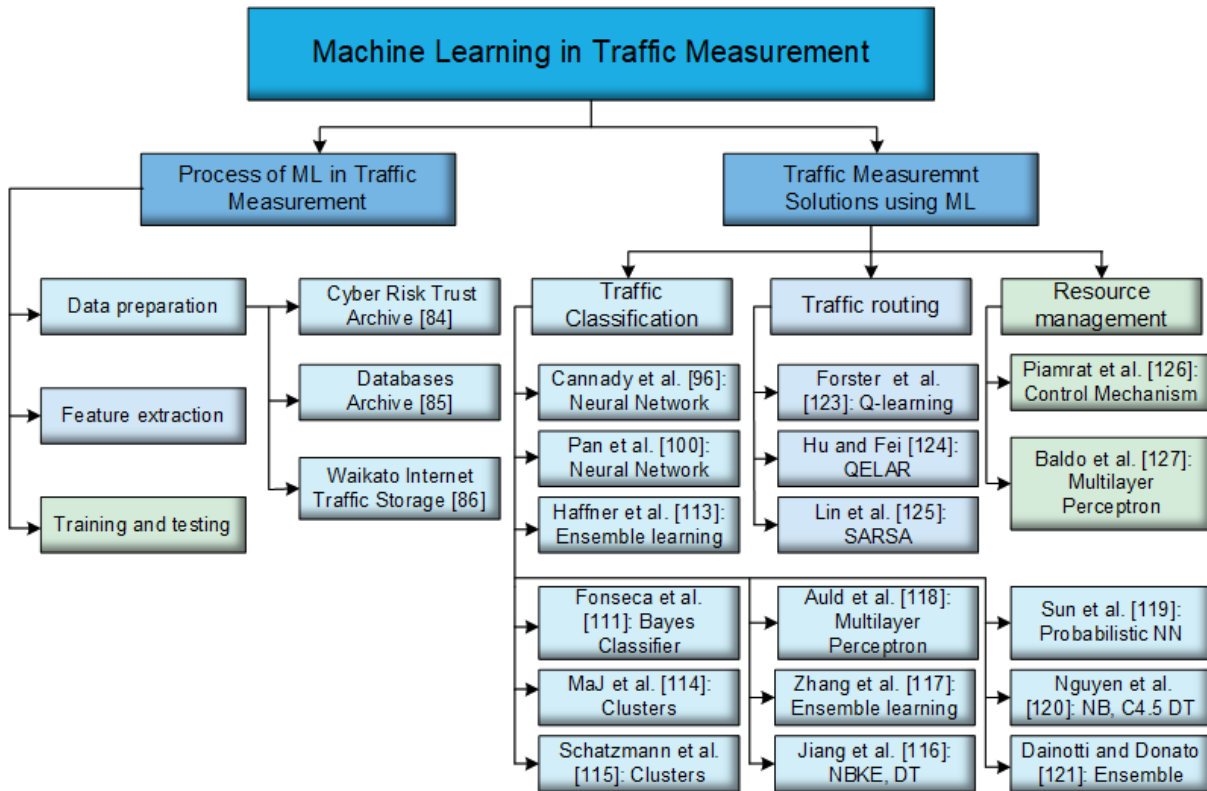 Machine Learning in Traffic Measurement
Process of ML in Traffic
Measurement
Traffic Measuremnt
Solutions using ML
Data preparation
Feature extraction
Training and testing
Cyber Risk Trust
Archive [84]
Databases
Archive [85]
Waikato Internet
Traffic Storage [86]
Traffic
Classification
Cannady et al. [96]:
Neural Network
Pan et al. [100]:
Neural Network
Haffner et al. [113]:
Ensemble learning
Traffic routing
Forster et al.
[123]: Q-learning
Hu and Fei [124]:
QELAR
Lin et al. [125]:
SARSA
Resource
management
Piamrat et al. [126]:
Control Mechanism
Baldo et al. [127]:
Multilayer
Perceptron
Fonseca et al.
[111]: Bayes
Classifier
MaJ et al. [114]:
Clusters
Schatzmann et al.
[115]: Clusters
Auld et al. [118]:
Multilayer
Perceptron
Zhang et al. [117]:
Ensemble learning
Jiang et al. [116]:
NBKE, DT
Sun et al. [119]:
Probabilistic NN
Nguyen et al.
[120]: NB, C4.5 DT
Dainotti and Donato
[121]: Ensemble